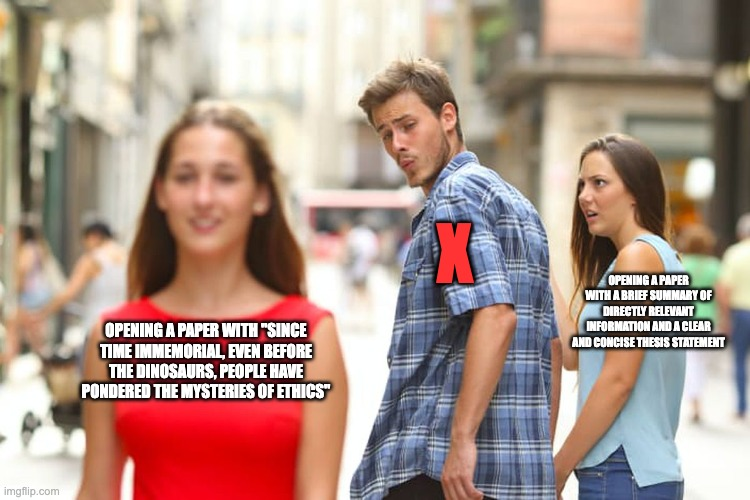 OPENING A PAPER WITH "SINCE
TIME IMMEMORIAL, EVEN BEFORE
THE DINOSAURS, PEOPLE HAVE
PONDERED THE MYSTERIES OF ETHICS"
X
OPENING A PAPER
WITH A BRIEF SUMMARY OF
DIRECTLY RELEVANT
INFORMATION AND A CLEAR
AND CONCISE THESIS STATEMENT
imgflip.com